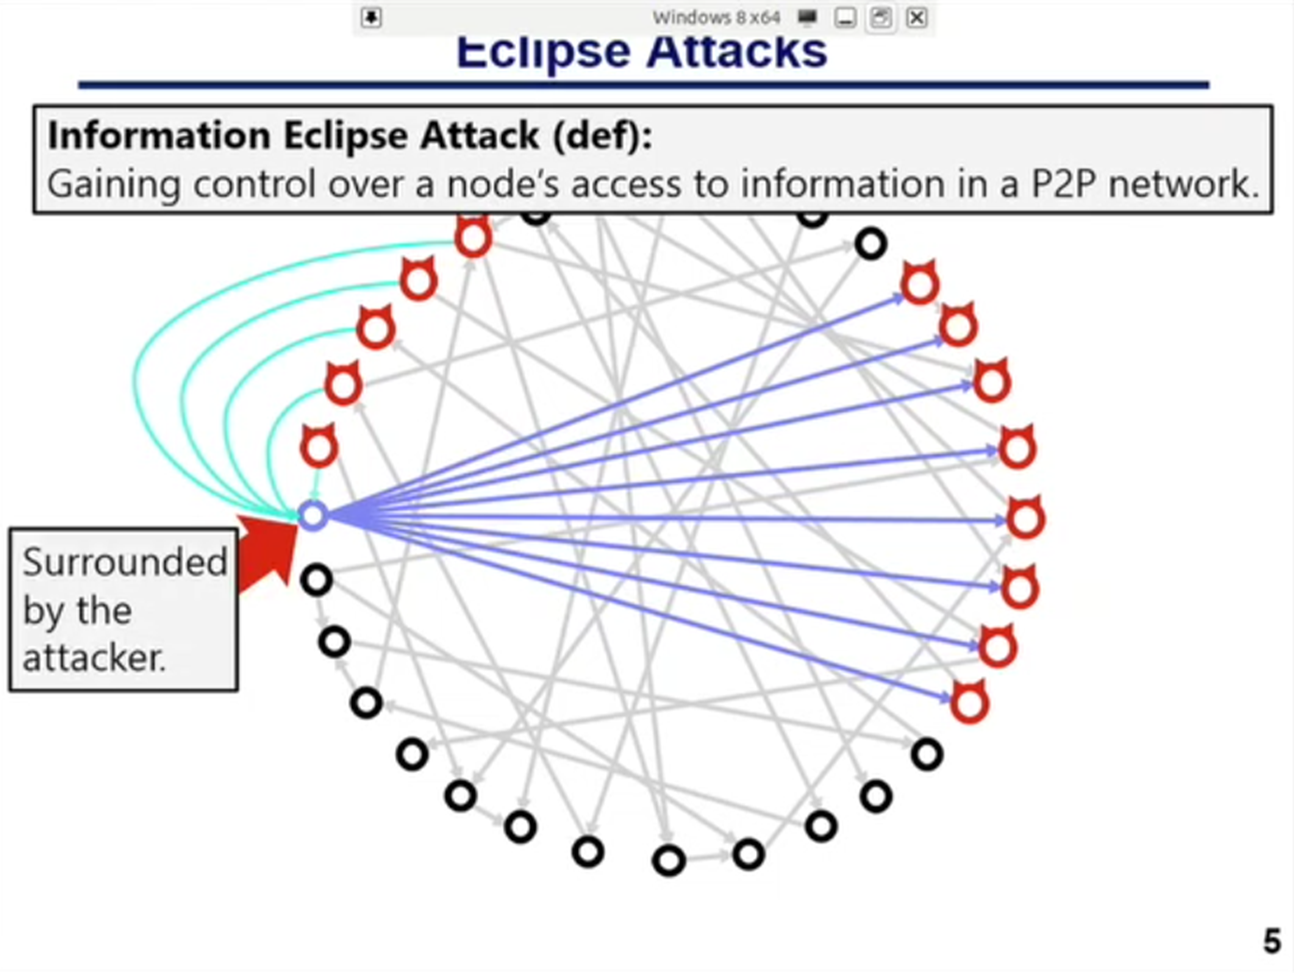 Windows 8 x64
Eclipse Attacks
Information Eclipse Attack (def):
Gaining control over a node's access to information in a P2P network.
Surrounded
by the
attacker.
5